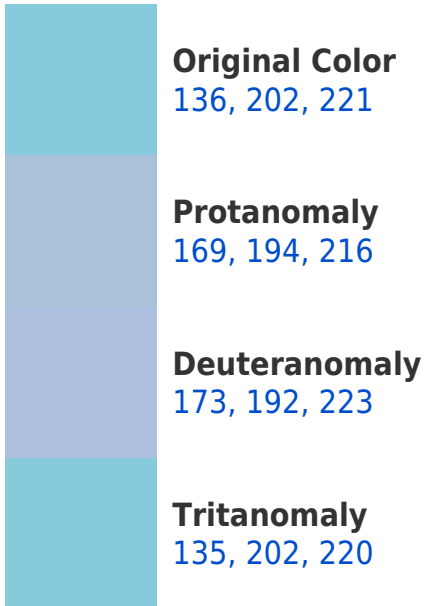 Original Color
136, 202, 221
Protanomaly
169, 194, 216
Deuteranomaly
173, 192, 223
Tritanomaly
135, 202, 220